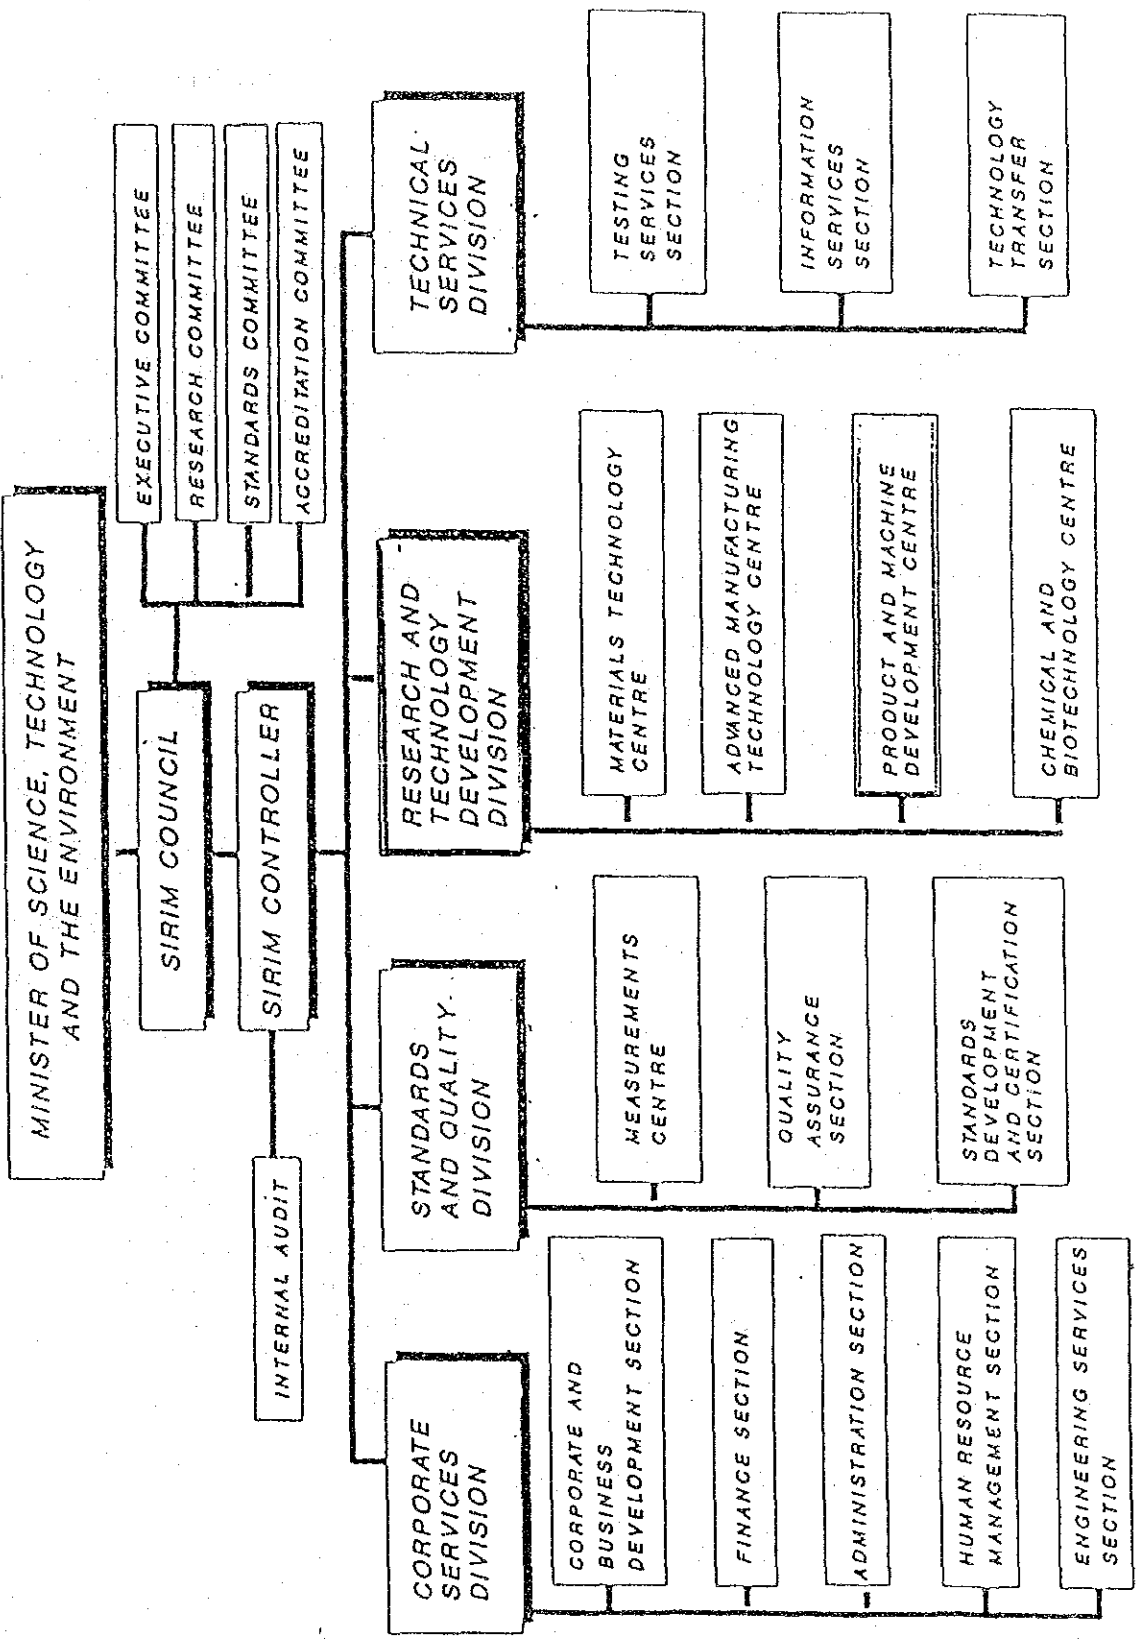 MINISTER OF SCIENCE, TECHNOLOGY
AND THE ENVIRONMENT
SIRIM COUNCIL
EXECUTIVE COMMITTEE
RESEARCH COMMITTEE
STANDARDS COMMITTEE
ACCREDITATION COMMITTEE
SIRIM CONTROLLER
INTERNAL AUDIT
CORPORATE
SERVICES
DIVISION
CORPORATE AND
BUSINESS
DEVELOPMENT SECTION
FINANCE SECTION
ADMINISTRATION SECTION
HUMAN RESOURCE
MANAGEMENT SECTION
ENGINEERING SERVICES
SECTION
STANDARDS
AND QUALITY
DIVISION
MEASUREMENTS
CENTRE
QUALITY
ASSURANCE
SECTION
STANDARDS
DEVELOPMENT
AND CERTIFICATION
SECTION
RESEARCH AND
TECHNOLOGY
DEVELOPMENT
DIVISION
MATERIALS TECHNOLOGY
CENTRE
ADVANCED MANUFACTURING
TECHNOLOGY CENTRE
PRODUCT AND MACHINE
DEVELOPMENT CENTRE
CHEMICAL AND
BIOTECHNOLOGY CENTRE
TECHNICAL
SERVICES
DIVISION
TESTING
SERVICES
SECTION
INFORMATION
SERVICES
SECTION
TECHNOLOGY
TRANSFER
SECTION